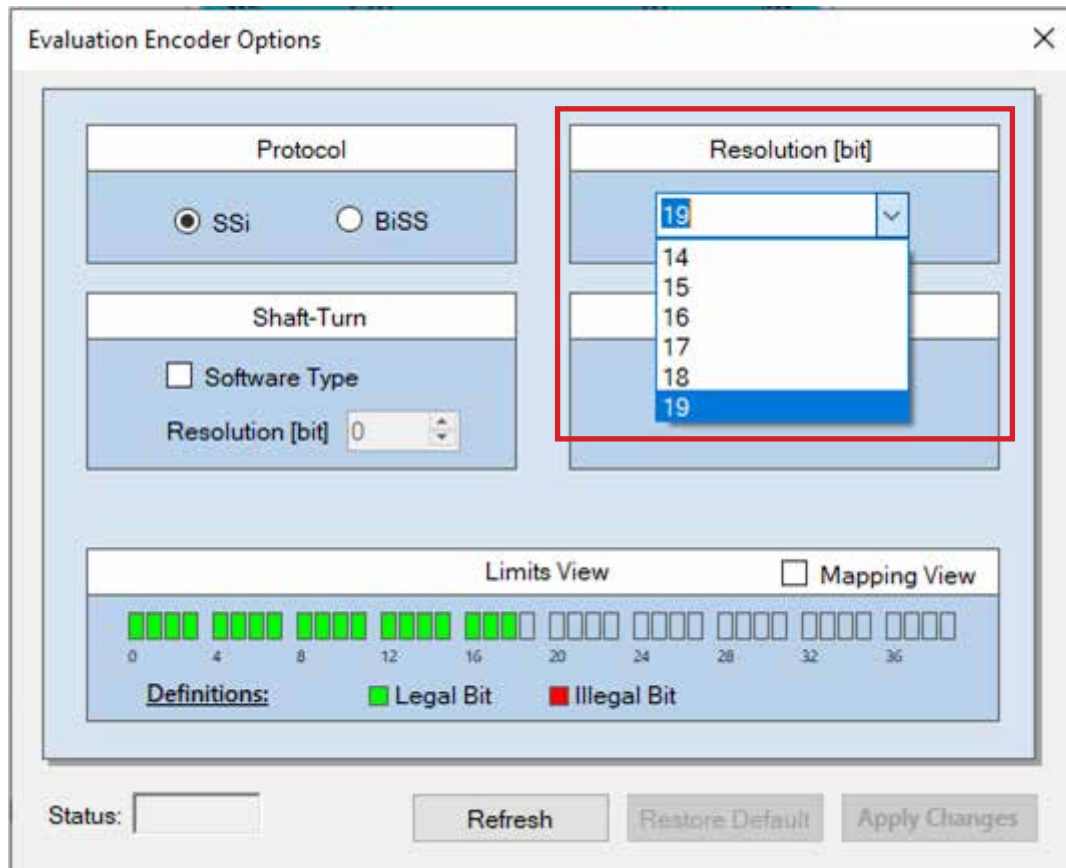 Evaluation Encoder Options
Protocol
SSi
BiSS
Resolution [bit]
19
14
15
16
17
18
19
Shaft-Turn
Software Type
Resolution [bit] 0
Limits View
Mapping View
0 4 8 12 16 20 24 28 32 36
Definitions: Legal Bit Illegal Bit
Status:
Refresh
Restore Default
Apply Changes